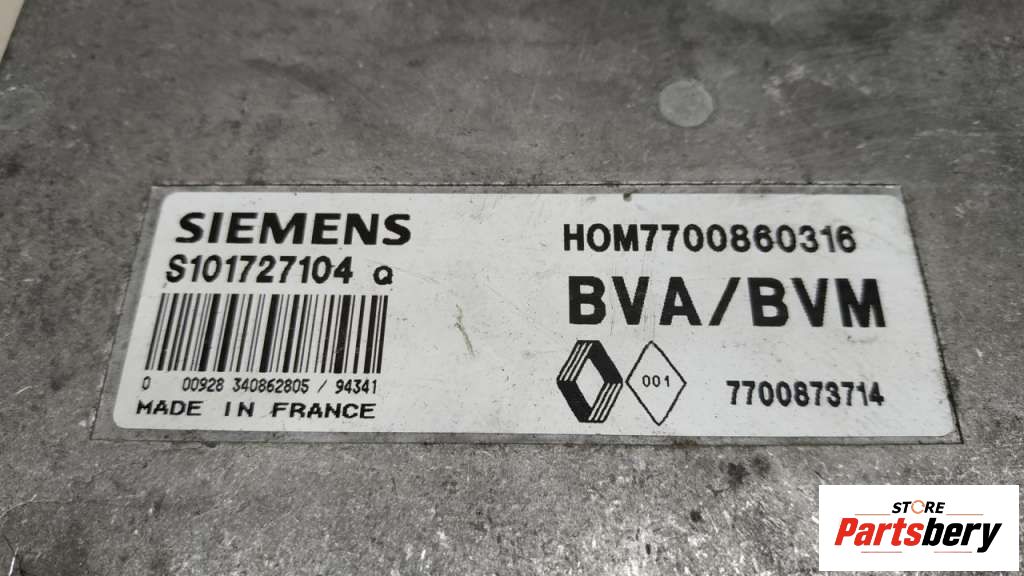 SIEMENS
S101727104 Q
0 00928 340862805 / 94341
MADE IN FRANCE
HOM7700860316
BVA/BVM
001
7700873714
STORE
Partsbery